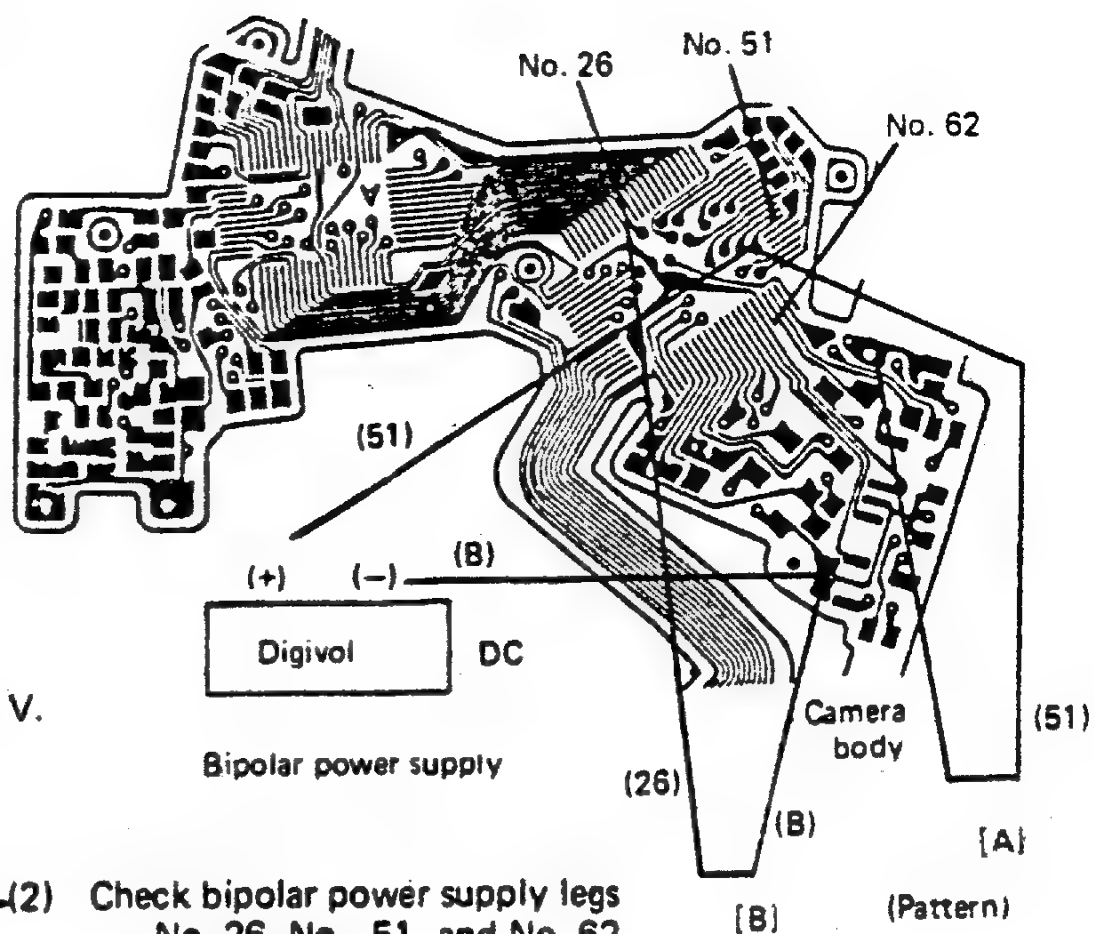 No. 51
No. 26
No. 62
A
(51)
(B)
(+) (−)
Digivol DC
V.
Camera
body
(51)
Bipolar power supply
(26)
(B)
[A]
(2) Check bipolar power supply legs
[B] (Pattern)
No. 26, No. 51, and No. 62